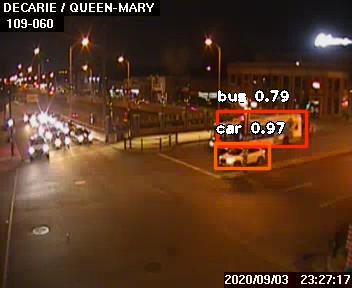 DECARIE / QUEEN-MARY
109-060
bus 0.79
car 0.97
2020/09/03 23:27:17